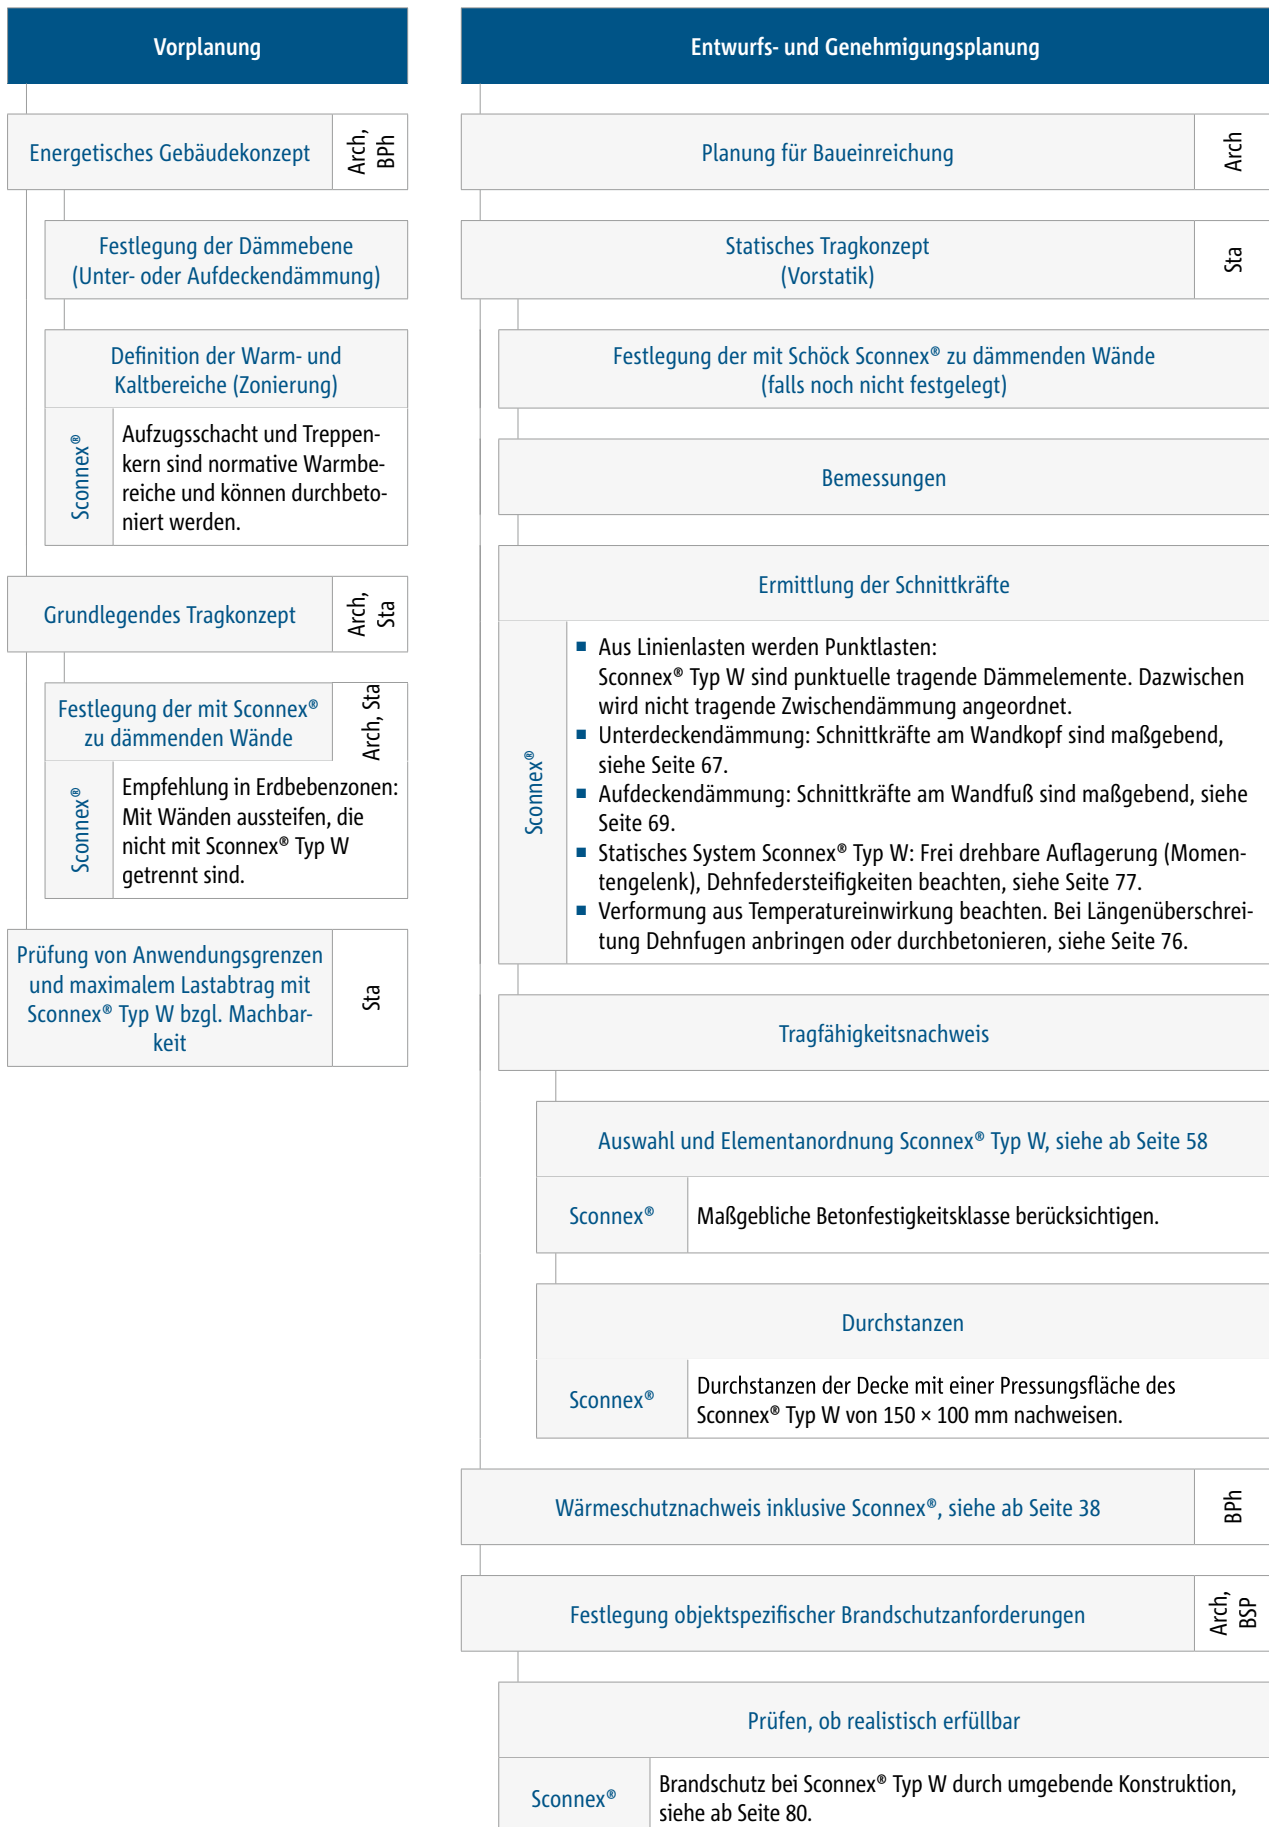 Vorplanung
Energetisches Gebäudekonzept
Arch,
BPh
Festlegung der Dämmebene
(Unter- oder Aufdeckendämmung)
Definition der Warm- und
Kaltbereiche (Zonierung)
Sconnex®
Aufzugsschacht und Treppen-
kern sind normative Warmbe-
reiche und können durchbeto-
niert werden.
Grundlegendes Tragkonzept
Arch,
Sta
Festlegung der mit Sconnex®
zu dämmenden Wände
Arch, Sta
Sconnex®
Empfehlung in Erdbebenzonen:
Mit Wänden aussteifen, die
nicht mit Sconnex® Typ W
getrennt sind.
Prüfung von Anwendungsgrenzen
und maximalem Lastabtrag mit
Sconnex® Typ W bzgl. Machbar-
keit
Sta
Entwurfs- und Genehmigungsplanung
Planung für Baueinreichung
Arch
Statisches Tragkonzept
(Vorstatik)
Sta
Festlegung der mit Schöck Sconnex® zu dämmenden Wände
(falls noch nicht festgelegt)
Bemessungen
Ermittlung der Schnittkräfte
Sconnex®
■ Aus Linienlasten werden Punktlasten:
Sconnex® Typ W sind punktuelle tragende Dämmelemente. Dazwischen
wird nicht tragende Zwischendämmung angeordnet.
■ Unterdeckendämmung: Schnittkräfte am Wandkopf sind maßgebend,
siehe Seite 67.
■ Aufdeckendämmung: Schnittkräfte am Wandfuß sind maßgebend, siehe
Seite 69.
■ Statisches System Sconnex® Typ W: Frei drehbare Auflagerung (Momen-
tengelenk), Dehnfedersteifigkeiten beachten, siehe Seite 77.
■ Verformung aus Temperatureinwirkung beachten. Bei Längenüberschrei-
tung Dehnfugen anbringen oder durchbetonieren, siehe Seite 76.
Tragfähigkeitsnachweis
Auswahl und Elementanordnung Sconnex® Typ W, siehe ab Seite 58
Sconnex®
Maßgebliche Betonfestigkeitsklasse berücksichtigen.
Durchstanzen
Sconnex®
Durchstanzen der Decke mit einer Pressungsfläche des
Sconnex® Typ W von 150 × 100 mm nachweisen.
Wärmeschutznachweis inklusive Sconnex®, siehe ab Seite 38
BPh
Festlegung objektspezifischer Brandschutzanforderungen
Arch,
BSP
Prüfen, ob realistisch erfüllbar
Sconnex®
Brandschutz bei Sconnex® Typ W durch umgebende Konstruktion,
siehe ab Seite 80.